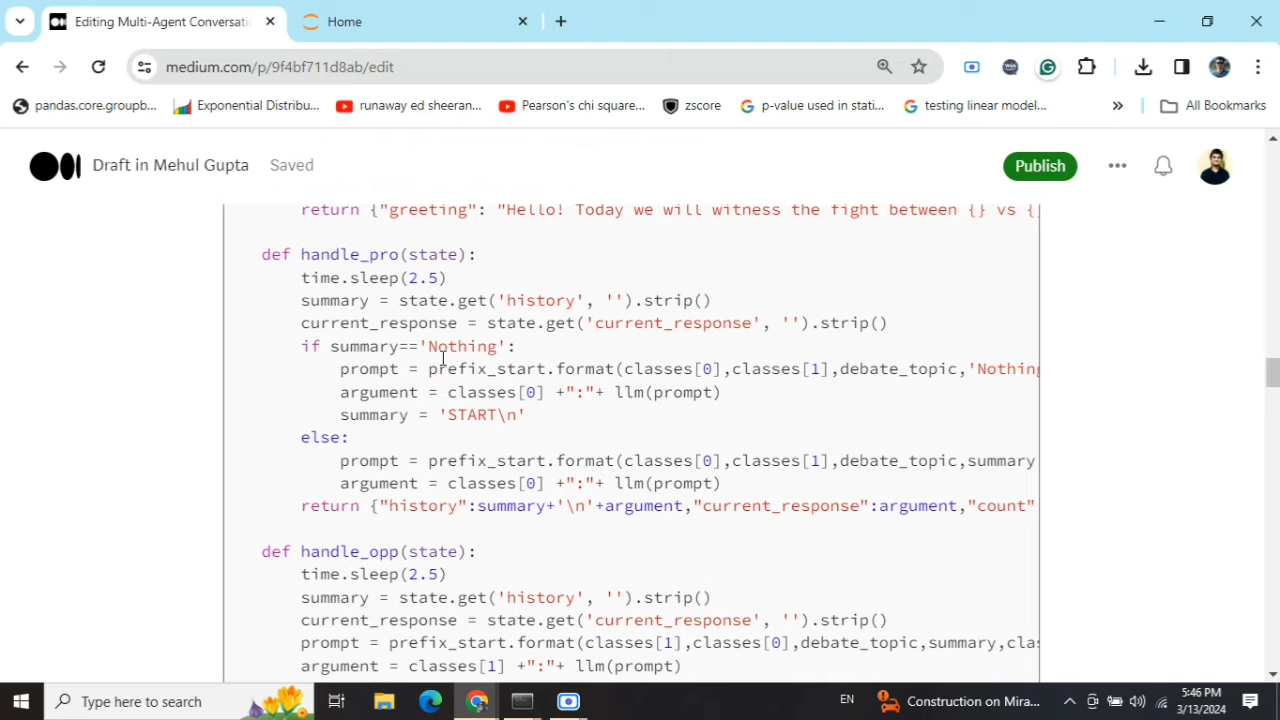 Editing Multi-Agent Conversatio
Home
medium.com/p/9f4bf711d8ab/edit
pandas.core.groupb...
Exponential Distribu...
runaway ed sheeran...
Pearson's chi square...
zscore
p-value used in stati...
testing linear model...
All Bookmarks
Draft in Mehul Gupta
Saved
Publish
return {"greeting": "Hello! Today we will witness the fight between {} vs {
def handle_pro(state):
time.sleep(2.5)
summary = state.get('history', '').strip()
current_response = state.get('current_response', '').strip()
if summary=='Nothing':
prompt = prefix_start.format(classes[0],classes[1],debate_topic,'Nothing
argument = classes[0] +":"+ llm(prompt)
summary = 'START\n'
else:
prompt = prefix_start.format(classes[0],classes[1],debate_topic,summary
argument = classes[0] +":"+ llm(prompt)
return {"history":summary+'\n'+argument,"current_response":argument,"count"
def handle_opp(state):
time.sleep(2.5)
summary = state.get('history', '').strip()
current_response = state.get('current_response', '').strip()
prompt = prefix_start.format(classes[1],classes[0],debate_topic,summary,cla
argument = classes[1] +":"+ llm(prompt)
Type here to search
EN
Construction on Mira...
5:46 PM
3/13/2024